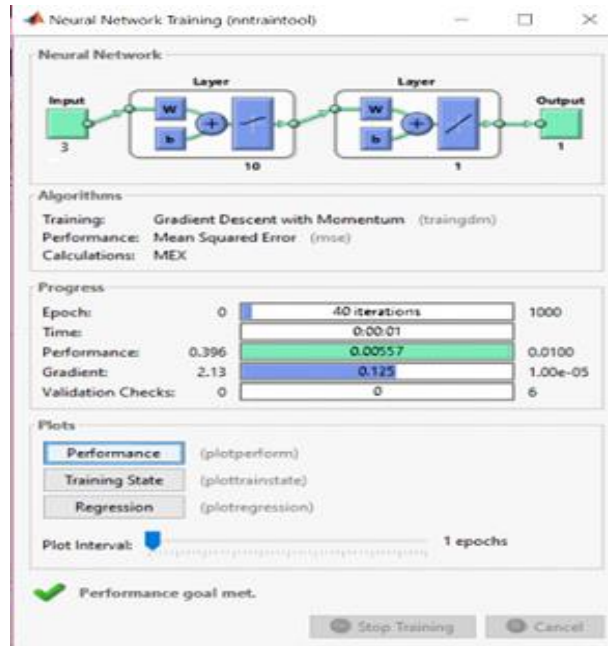 Neural Network Training (nntraintool)
Neural Network
Layer Layer
Input Output
W W
b b
3 10 1 1
Algorithms
Training: Gradient Descent with Momentum (traingdm)
Performance: Mean Squared Error (mse)
Calculations: MEX
Progress
Epoch: 0 40 iterations 1000
Time: 0:00:01
Performance: 0.396 0.00557 0.0100
Gradient: 2.13 0.125 1.00e-05
Validation Checks: 0 0 6
Plots
Performance (plotperform)
Training State (plottrainstate)
Regression (plotregression)
Plot Interval: 1 epochs
Performance goal met.
Stop Training Cancel